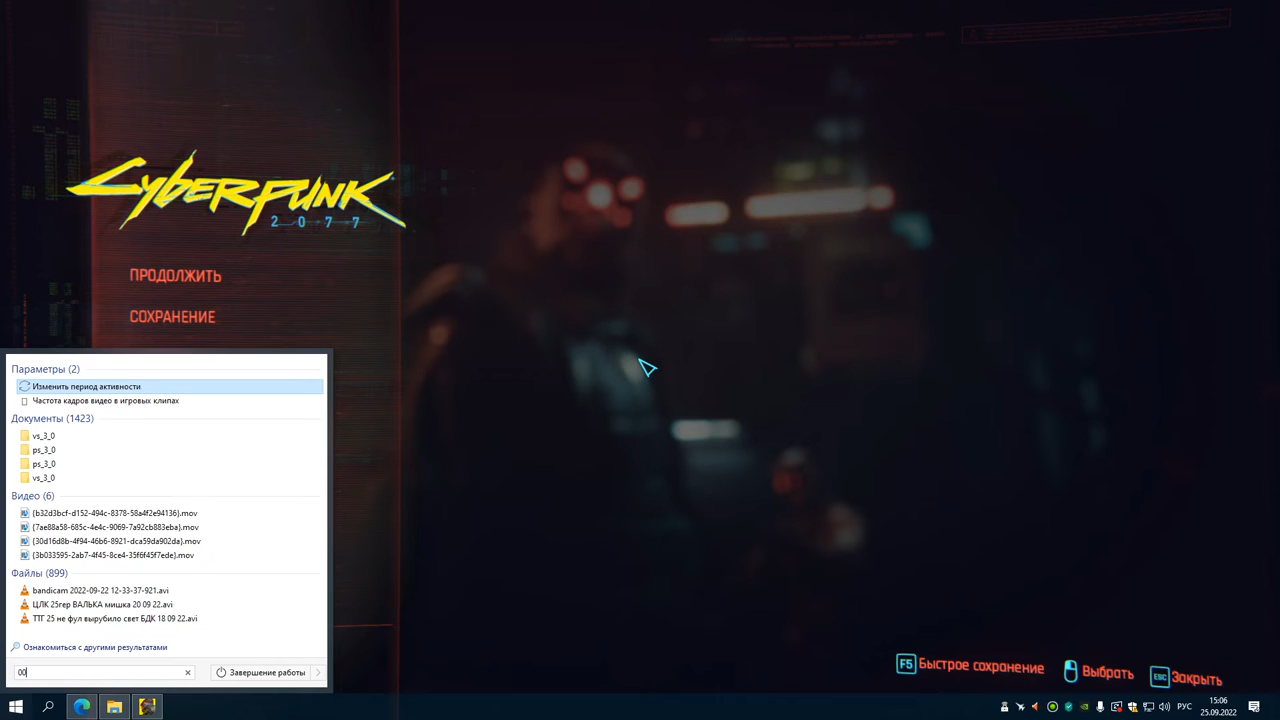 CYBERPUNK
2077
ПРОДОЛЖИТЬ
СОХРАНЕНИЕ
Параметры (2)
Изменить период активности
Частота кадров видео в игровых клипах
Документы (1423)
vs_3_0
ps_3_0
ps_3_0
vs_3_0
Видео (6)
{b32d3bcf-d152-494c-8378-58a4f2e94136}.mov
{7ae88a58-685c-4e4c-9069-7a92cb883eba}.mov
{30d16d8b-4f94-46b6-8921-dca59da902da}.mov
{3b033595-2ab7-4f45-8ce4-35f6f45f7ede}.mov
Файлы (899)
bandicam 2022-09-22 12-33-37-921.avi
ЦЛК 25гер ВАЛЬКА мишка 20 09 22.avi
ТТГ 25 не фул вырубило свет БДК 18 09 22.avi
Ознакомиться с другими результатами
00
Завершение работы
F5 Быстрое сохранение
Выбрать
ESC Закрыть
РУС
15:06
25.09.2022